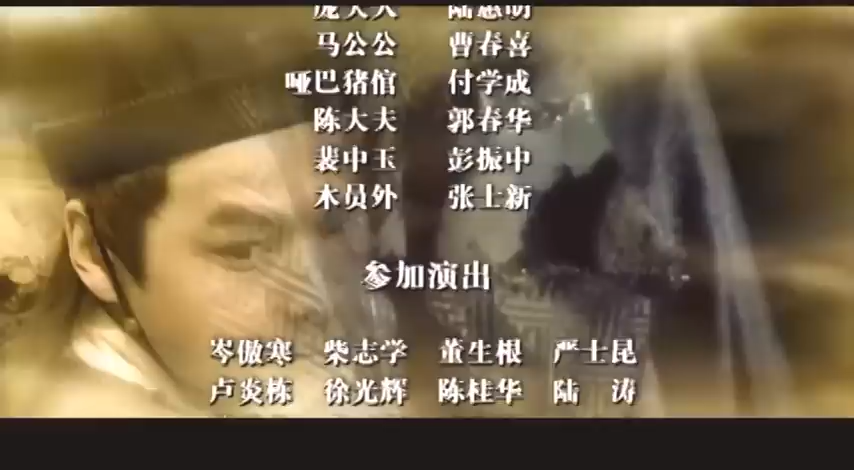 马公公 曹春喜
哑巴猪倌 付学成
陈大夫 郭春华
裴中玉 彭振中
木员外 张士新
参加演出
岑傲寒 柴志学 董生根 严士昆
卢炎栋 徐光辉 陈桂华 陆 涛